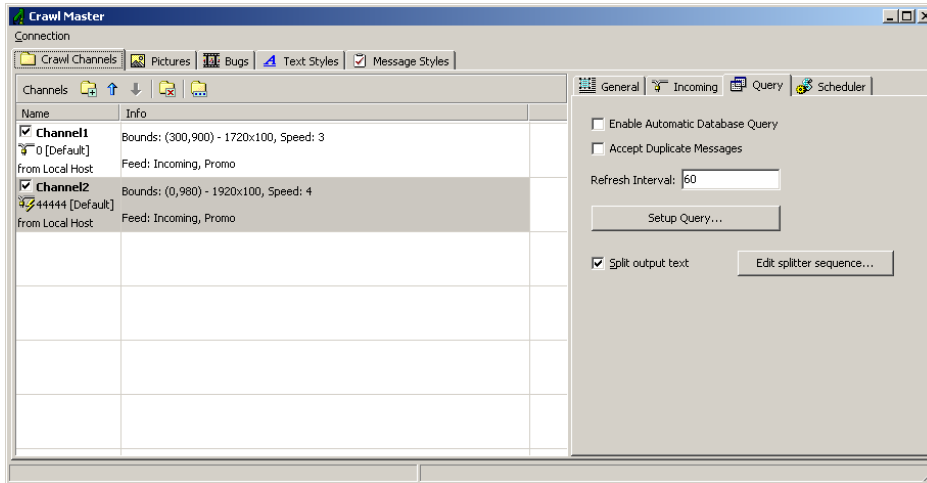 Crawl Master
Connection
Crawl Channels Pictures Bugs Text Styles Message Styles
Channels
General Incoming Query Scheduler
Name Info
Channel1
0 [Default]
from Local Host
Bounds: (300,900) - 1720x100, Speed: 3
Feed: Incoming, Promo
Channel2
44444 [Default]
from Local Host
Bounds: (0,980) - 1920x100, Speed: 4
Feed: Incoming, Promo
Enable Automatic Database Query
Accept Duplicate Messages
Refresh Interval: 60
Setup Query...
Split output text Edit splitter sequence...